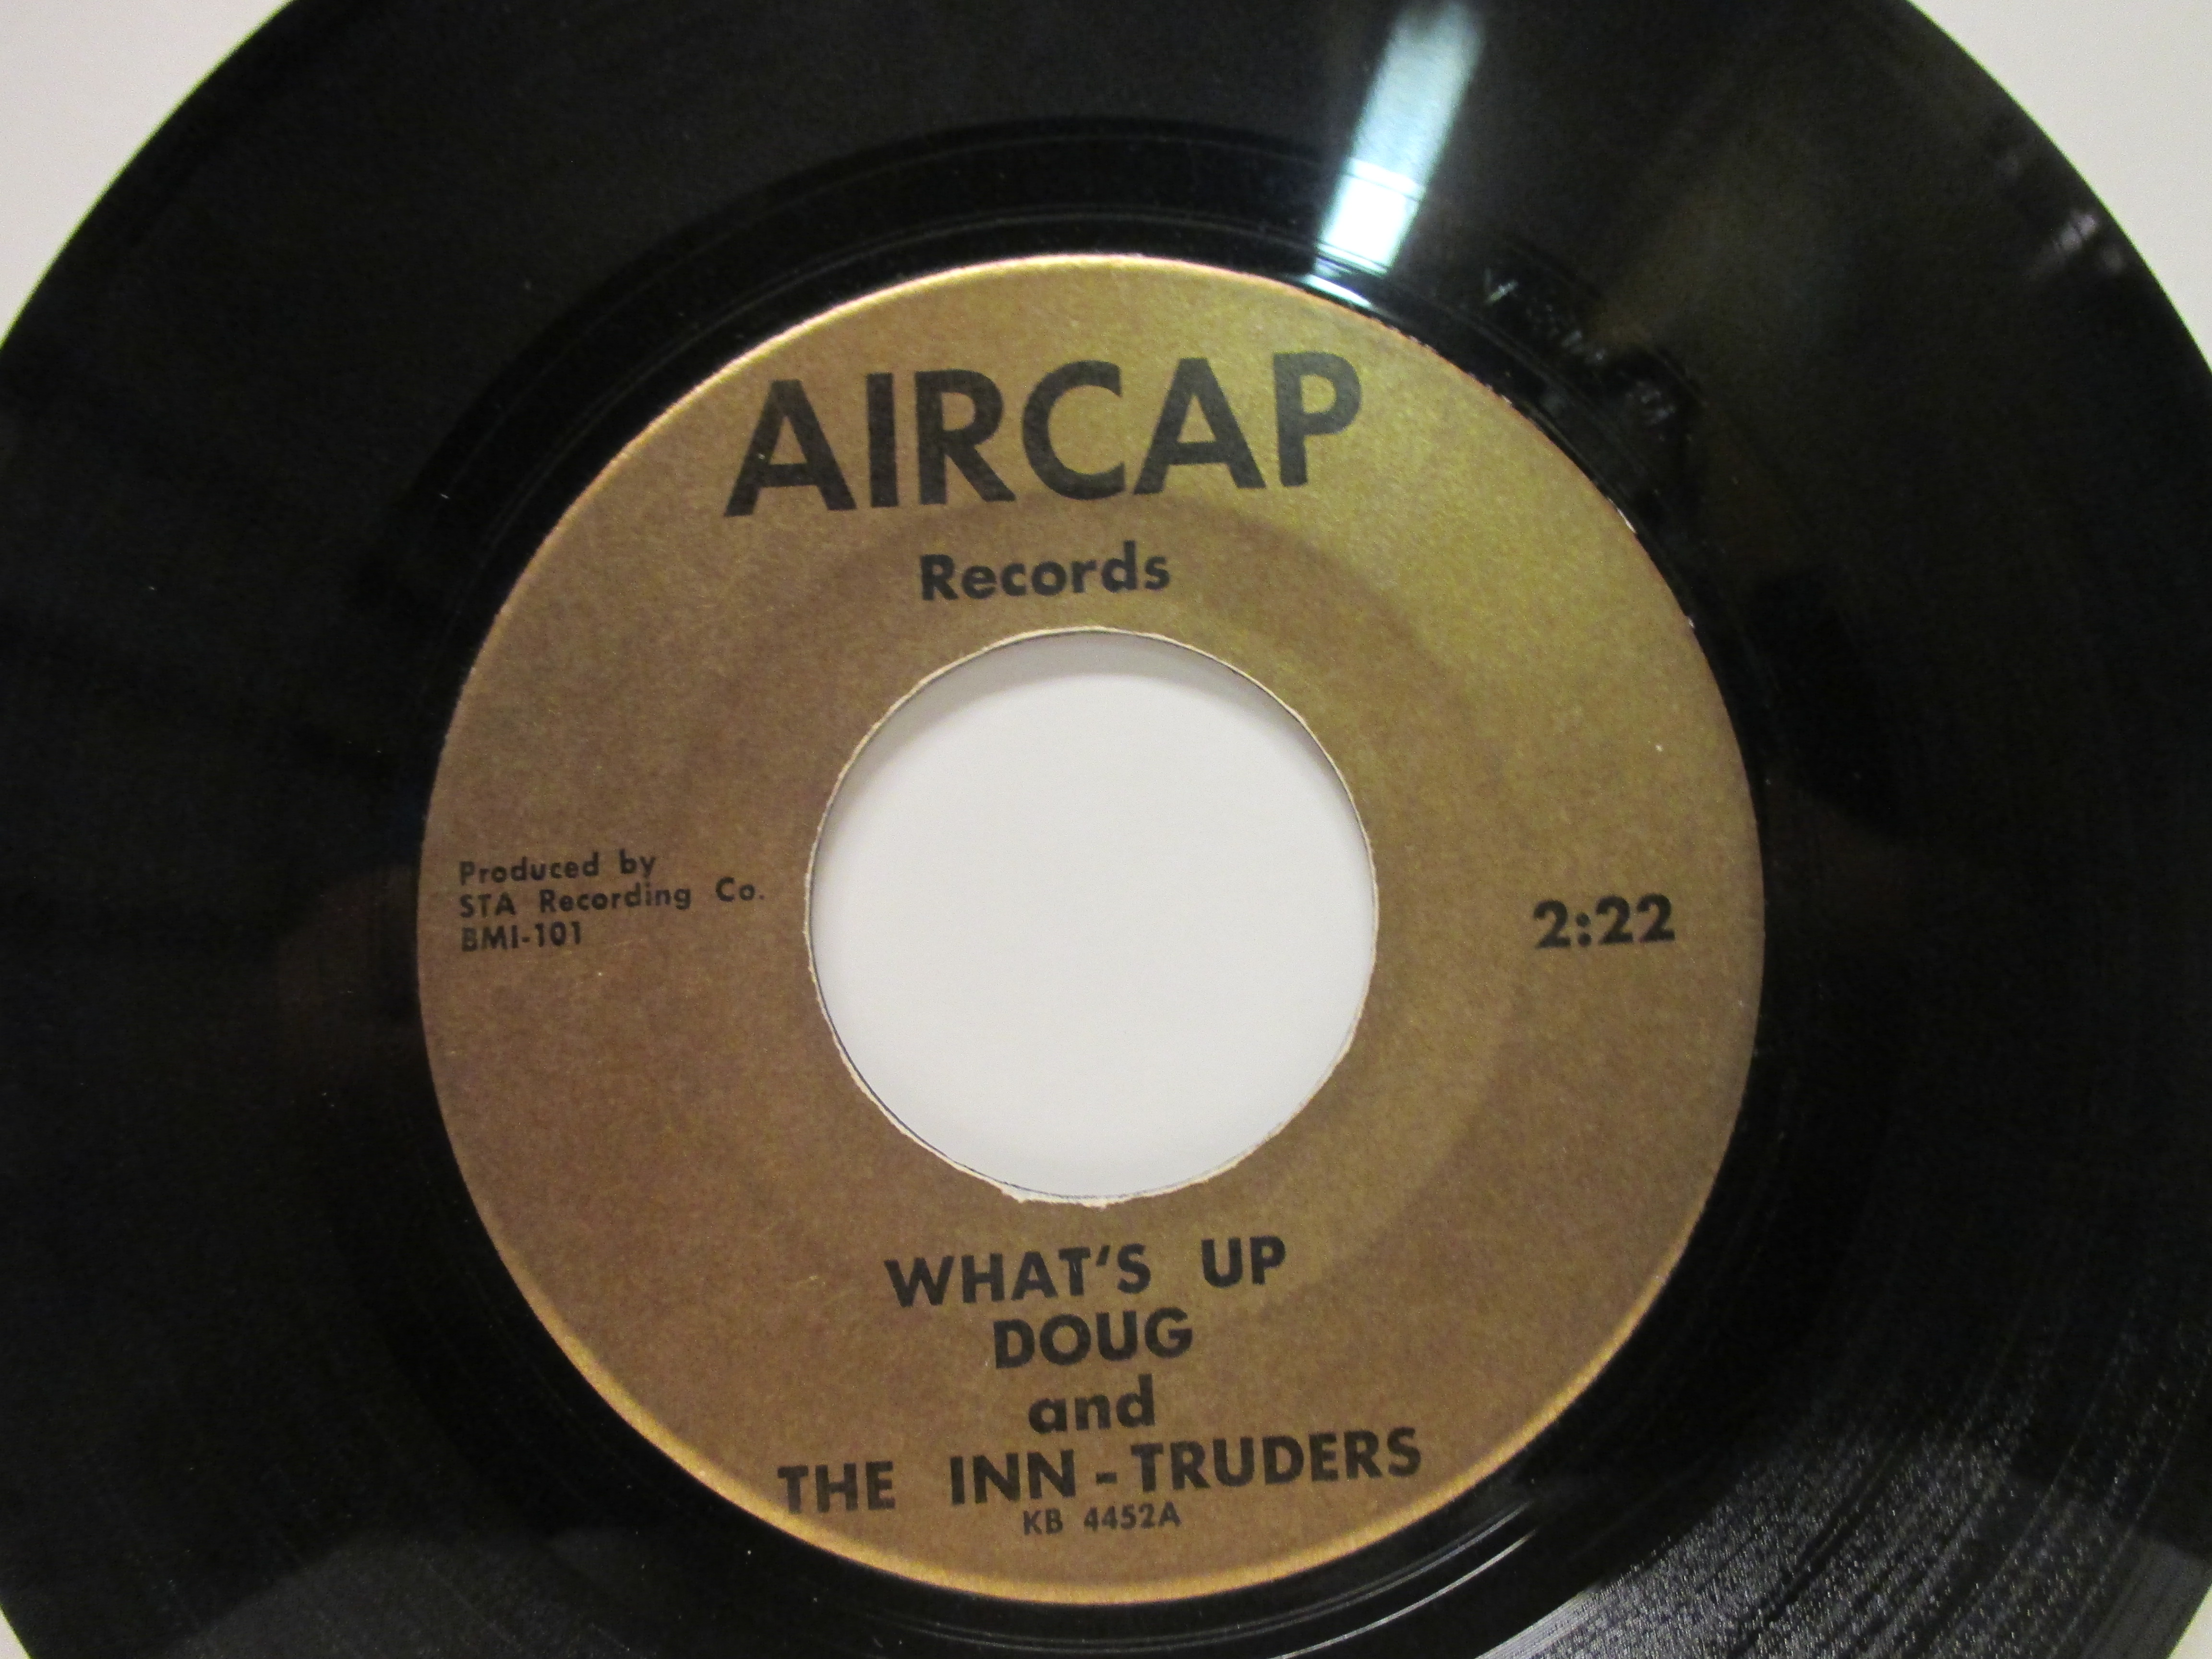 AIRCAP
Records
Produced by
STA Recording Co.
BMI-101
2:22
WHAT'S UP
DOUG
and
THE INN-TRUDERS
KB 4452A